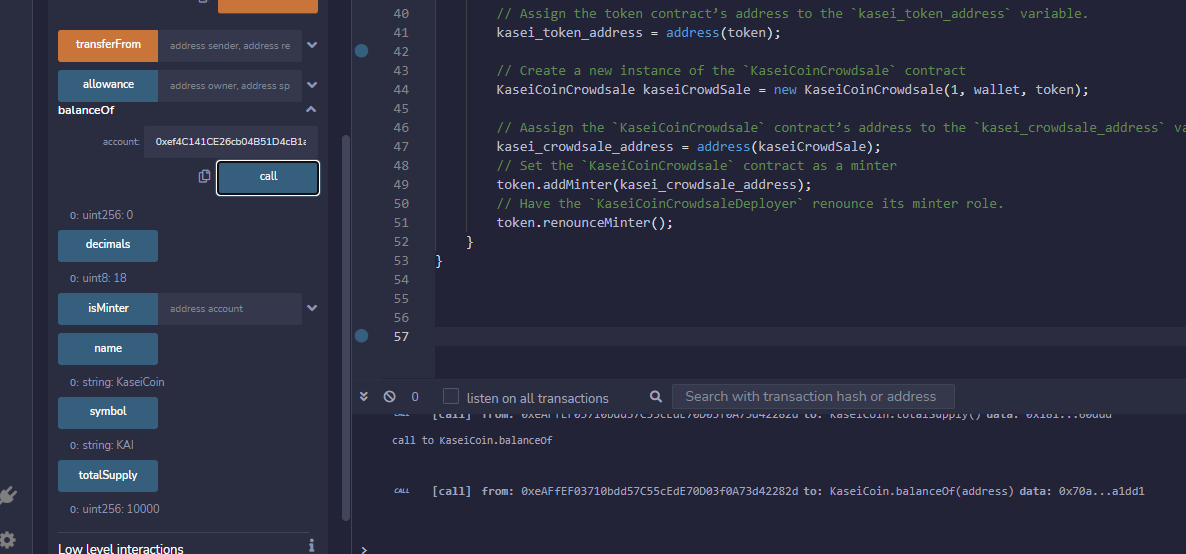 transferFrom
address sender, address re
allowance
address owner, address sp
balanceOf
account:
0xef4C141CE26cb04B51D4cB1a
call
0: uint256: 0
decimals
0: uint8: 18
isMinter
address account
name
0: string: KaseiCoin
symbol
0: string: KAI
totalSupply
0: uint256: 10000
Low level interactions
i
40 // Assign the token contract’s address to the `kasei_token_address` variable.
41 kasei_token_address = address(token);
42
43 // Create a new instance of the `KaseiCoinCrowdsale` contract
44 KaseiCoinCrowdsale kaseiCrowdSale = new KaseiCoinCrowdsale(1, wallet, token);
45
46 // Aassign the `KaseiCoinCrowdsale` contract’s address to the `kasei_crowdsale_address` va
47 kasei_crowdsale_address = address(kaseiCrowdSale);
48 // Set the `KaseiCoinCrowdsale` contract as a minter
49 token.addMinter(kasei_crowdsale_address);
50 // Have the `KaseiCoinCrowdsaleDeployer` renounce its minter role.
51 token.renounceMinter();
52 }
53 }
54
55
56
57
0 listen on all transactions Search with transaction hash or address
CALL [call] from: 0xeAFfEF03710bdd57C55cEdE70D03f0A73d42282d to: KaseiCoin.totalSupply() data: 0x181...60ddd
call to KaseiCoin.balanceOf
CALL [call] from: 0xeAFfEF03710bdd57C55cEdE70D03f0A73d42282d to: KaseiCoin.balanceOf(address) data: 0x70a...a1dd1
>